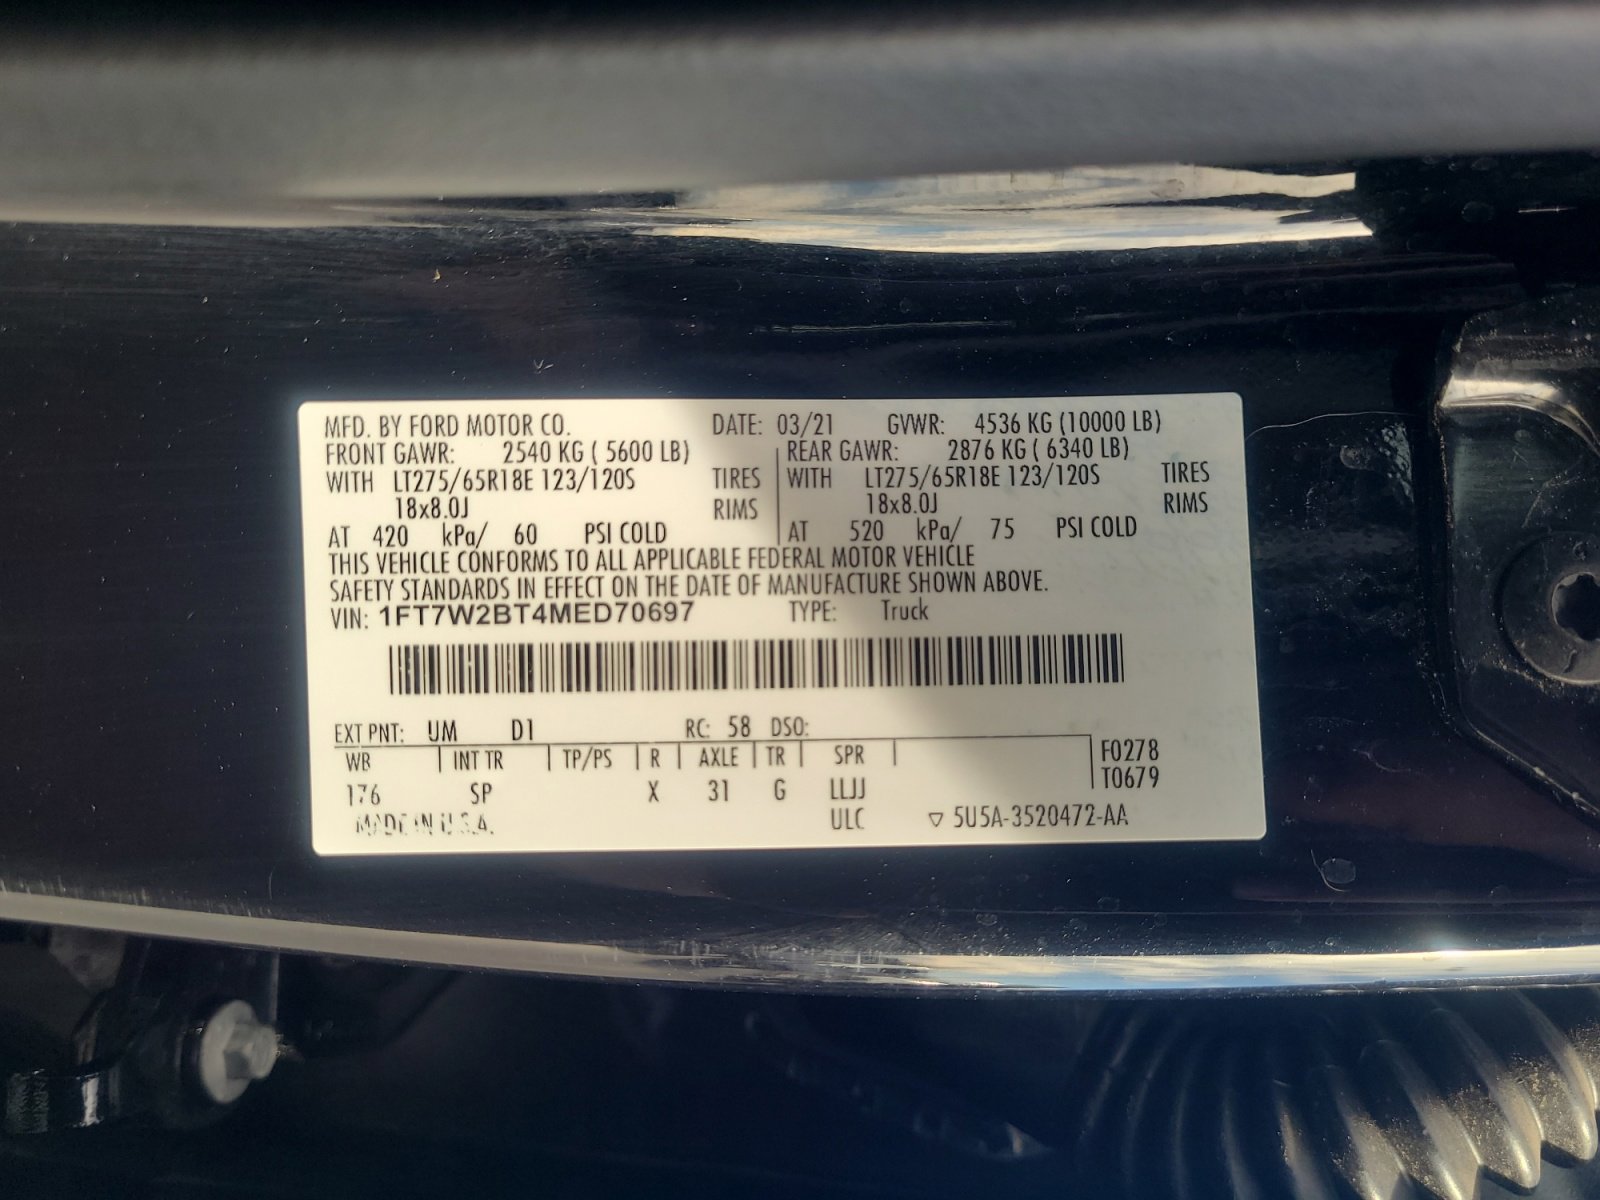 MFD. BY FORD MOTOR CO. DATE: 03/21 GVWR: 4536 KG (10000 LB)
FRONT GAWR: 2540 KG ( 5600 LB) REAR GAWR: 2876 KG ( 6340 LB)
WITH LT275/65R18E 123/120S TIRES WITH LT275/65R18E 123/120S TIRES
18x8.0J RIMS 18x8.0J RIMS
AT 420 kPa/ 60 PSI COLD AT 520 kPa/ 75 PSI COLD
THIS VEHICLE CONFORMS TO ALL APPLICABLE FEDERAL MOTOR VEHICLE
SAFETY STANDARDS IN EFFECT ON THE DATE OF MANUFACTURE SHOWN ABOVE.
VIN: 1FT7W2BT4MED70697 TYPE: Truck
EXT PNT: UM D1 RC: 58 DSO:
WB INT TR TP/PS R AXLE TR SPR F0278
176 SP X 31 G LLJJ T0679
MADE IN U.S.A. ULC ▽ 5U5A-3520472-AA